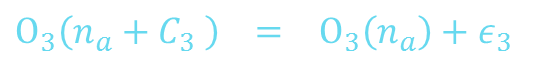 O₃(nₐ + C₃ ) = O₃(nₐ) + ϵ₃